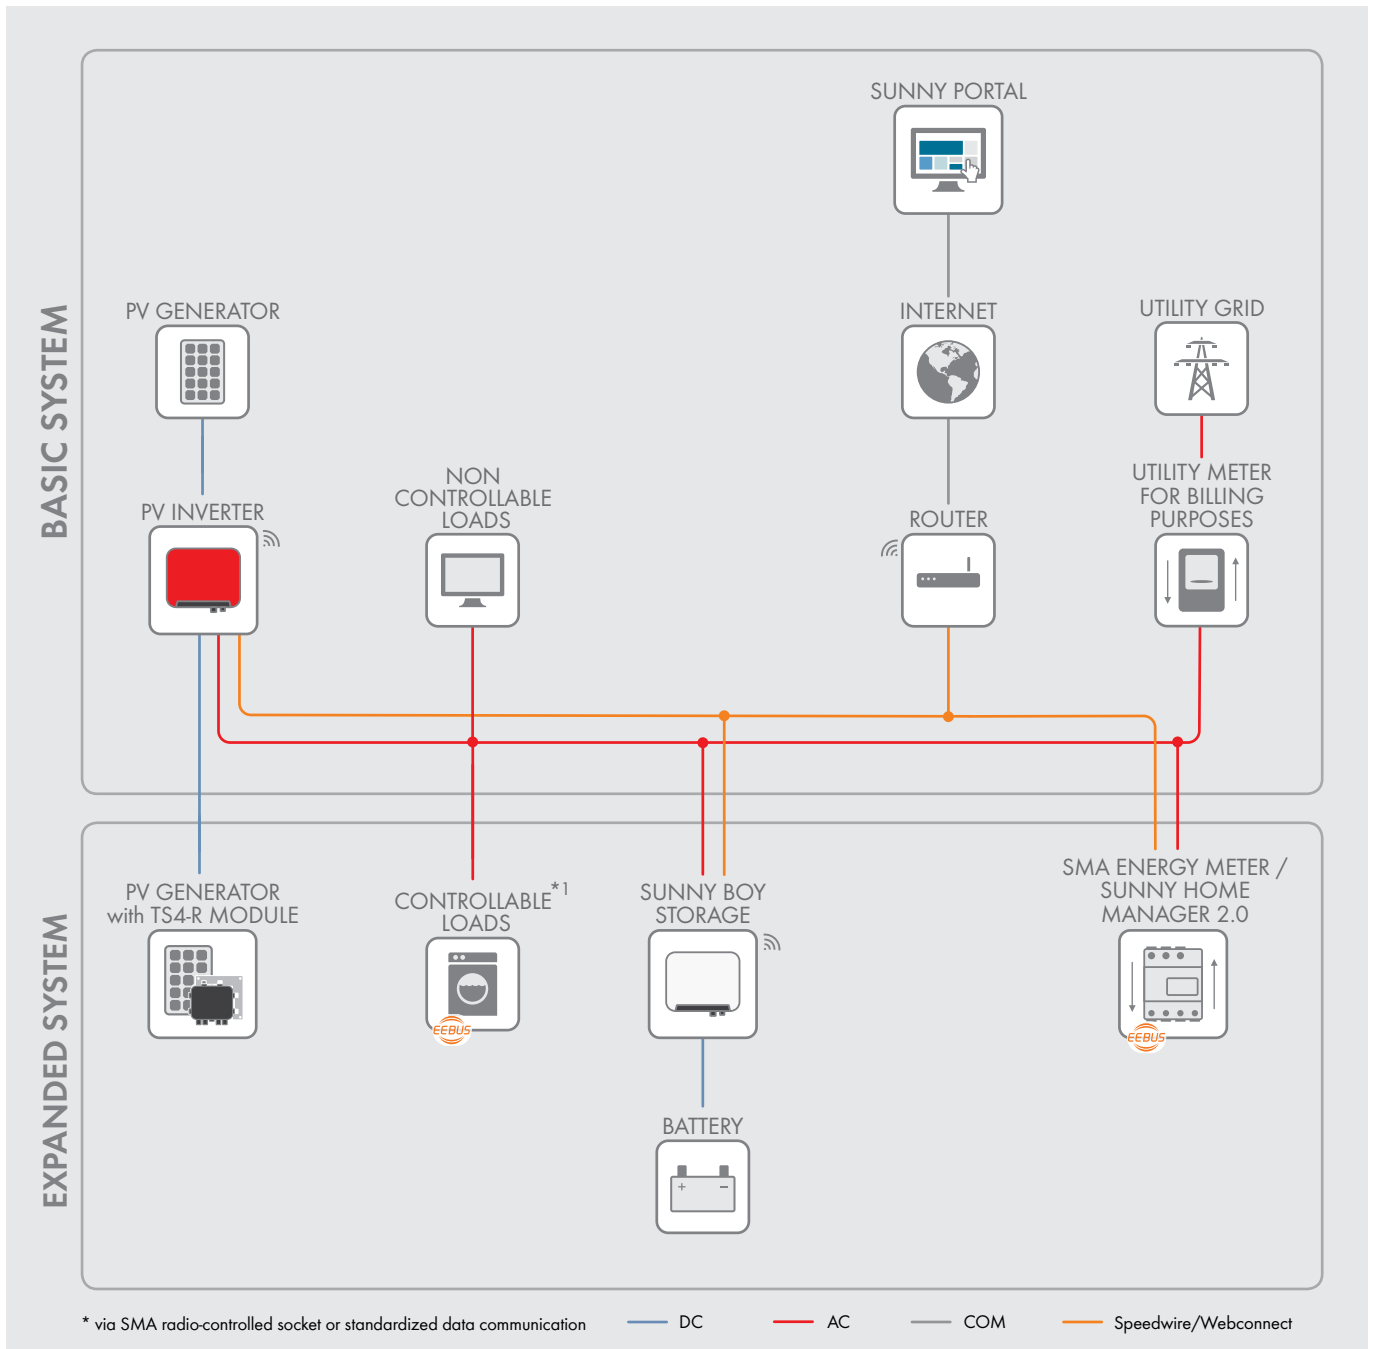 BASIC SYSTEM
SUNNY PORTAL
PV GENERATOR
INTERNET
UTILITY GRID
PV INVERTER
NON
CONTROLLABLE
LOADS
ROUTER
UTILITY METER
FOR BILLING
PURPOSES
EXPANDED SYSTEM
PV GENERATOR
with TS4-R MODULE
CONTROLLABLE*1
LOADS
EEBUS
SUNNY BOY
STORAGE
SMA ENERGY METER /
SUNNY HOME
MANAGER 2.0
EEBUS
BATTERY
+ −
* via SMA radio-controlled socket or standardized data communication
DC
AC
COM
Speedwire/Webconnect